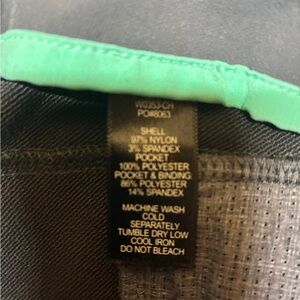 W0353-CH
PO#8063
SHELL
97% NYLON
3% SPANDEX
POCKET
100% POLYESTER
POCKET & BINDING
86% POLYESTER
14% SPANDEX
MACHINE WASH
COLD
SEPARATELY
TUMBLE DRY LOW
COOL IRON
DO NOT BLEACH